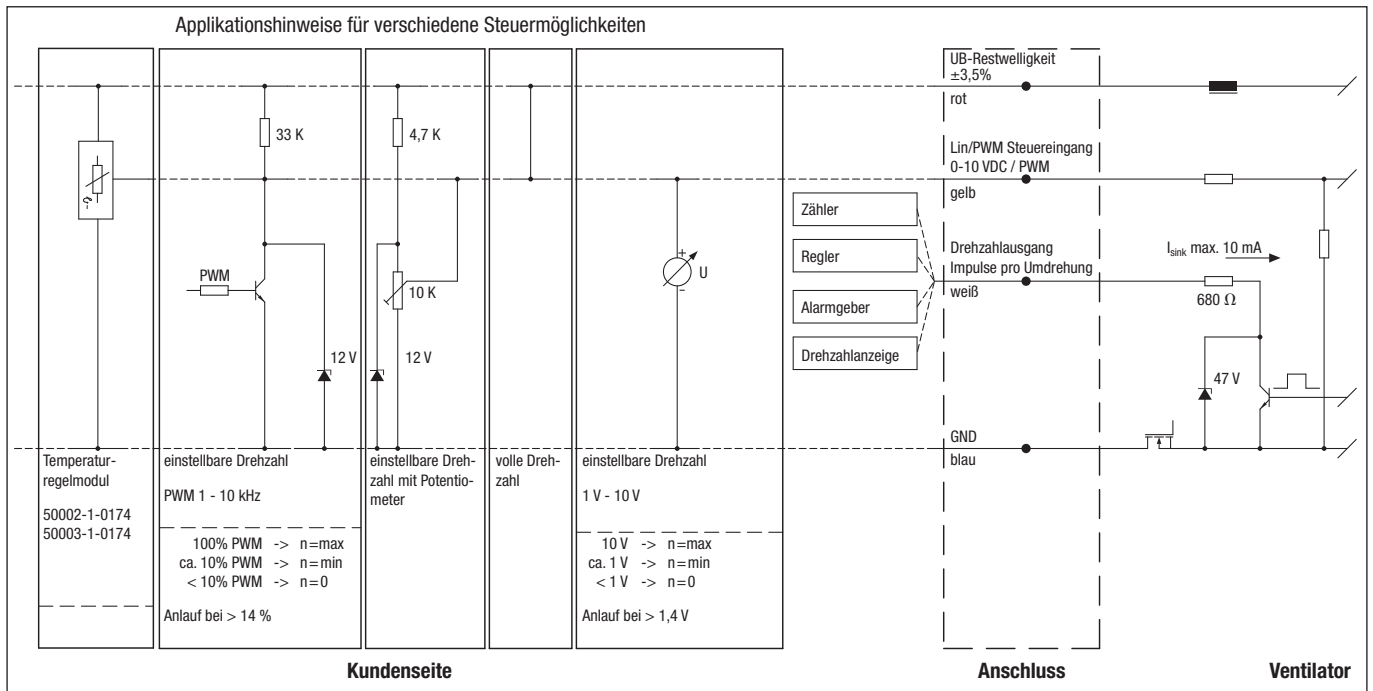 Applikationshinweise für verschiedene Steuermöglichkeiten
33 K
PWM
12 V
4,7 K
10 K
12 V
+
U
-
Zähler
Regler
Alarmgeber
Drehzahlanzeige
UB-Restwelligkeit
±3,5%
rot
Lin/PWM Steuereingang
0-10 VDC / PWM
gelb
Drehzahlausgang
Impulse pro Umdrehung
weiß
GND
blau
Isink max. 10 mA
680 Ω
47 V
Temperatur-
regelmodul
50002-1-0174
50003-1-0174
einstellbare Drehzahl
PWM 1 - 10 kHz
100% PWM -> n=max
ca. 10% PWM -> n=min
< 10% PWM -> n=0
Anlauf bei > 14 %
einstellbare Dreh-
zahl mit Potentio-
meter
volle Dreh-
zahl
einstellbare Drehzahl
1 V - 10 V
10 V -> n=max
ca. 1 V -> n=min
< 1 V -> n=0
Anlauf bei > 1,4 V
Kundenseite
Anschluss
Ventilator